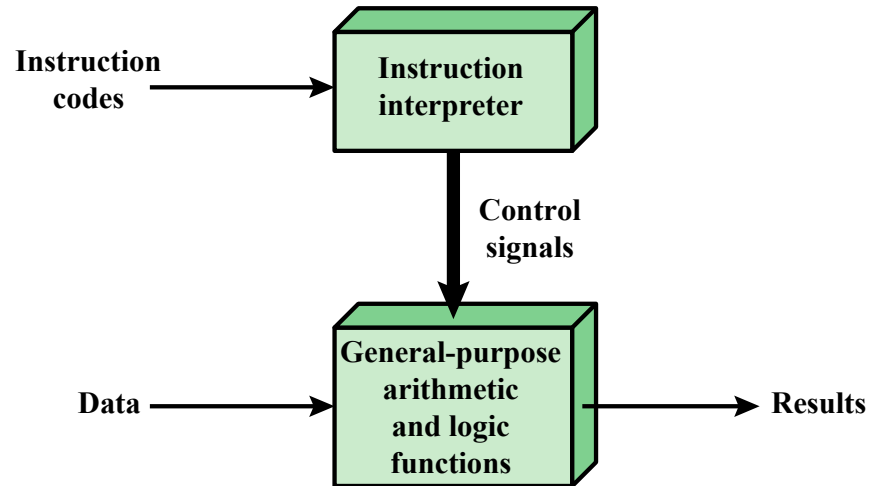 Instruction
codes
Instruction
interpreter
Control
signals
Data
General-purpose
arithmetic
and logic
functions
Results